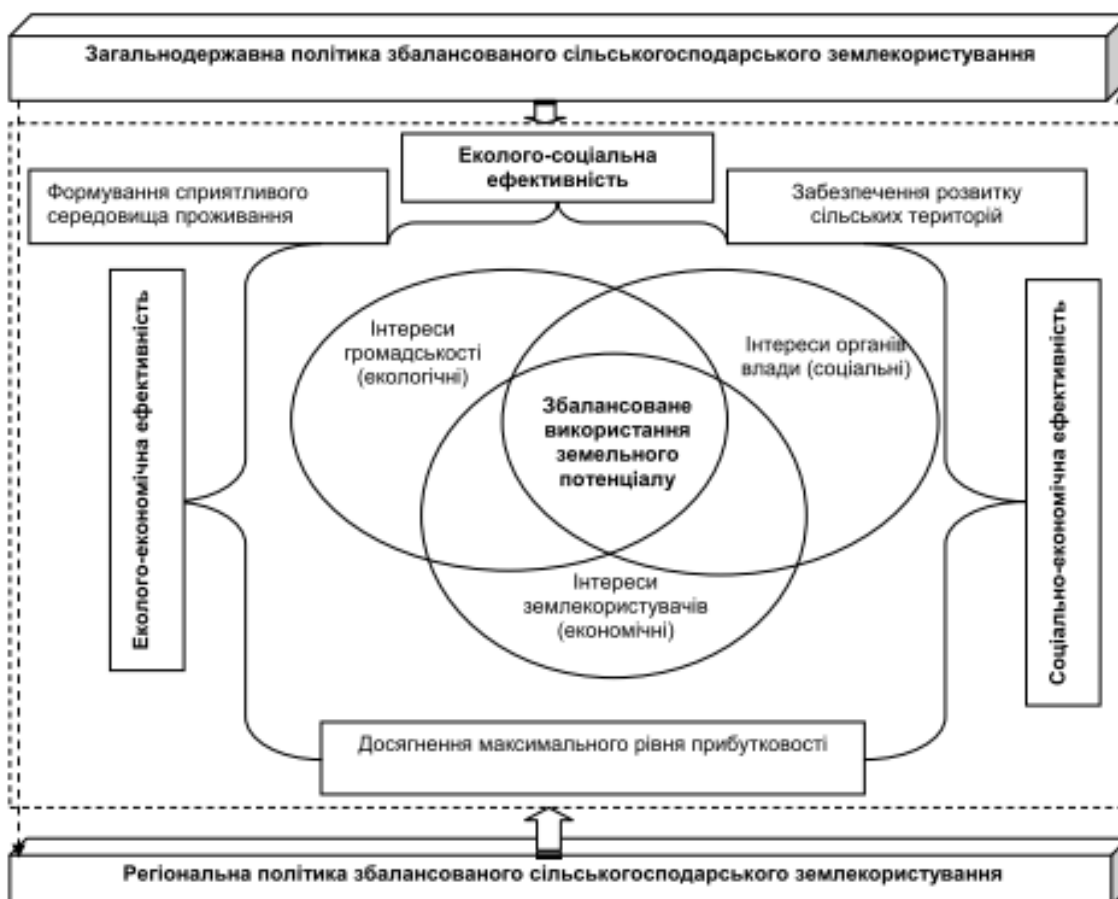 Загальнодержавна політика збалансованого сільськогосподарського землекористування
Еколого-соціальна
ефективність
Формування сприятливого
середовища проживання
Забезпечення розвитку
сільських територій
Еколого-економічна ефективність
Інтереси
громадськості
(екологічні)
Інтереси органів
влади (соціальні)
Збалансоване
використання
земельного
потенціалу
Інтереси
землекористувачів
(економічні)
Соціально-економічна ефективність
Досягнення максимального рівня прибутковості
Регіональна політика збалансованого сільськогосподарського землекористування